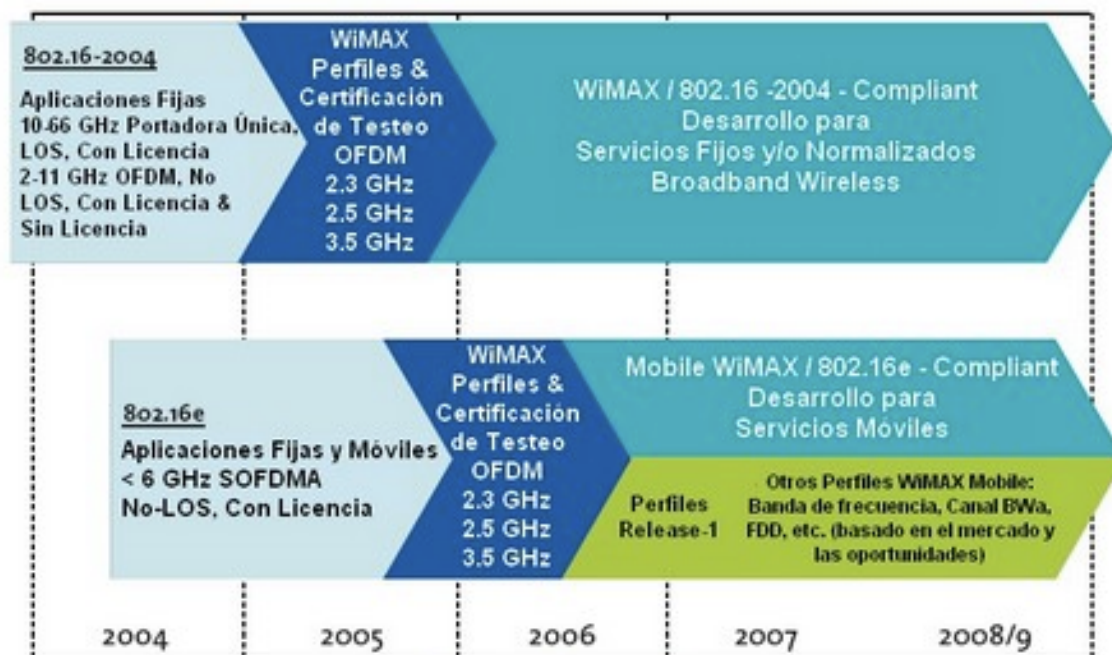 802.16-2004
Aplicaciones Fijas
10-66 GHz Portadora Única,
LOS, Con Licencia
2-11 GHz OFDM, No
LOS, Con Licencia &
Sin Licencia
WiMAX
Perfiles &
Certificación
de Testeo
OFDM
2.3 GHz
2.5 GHz
3.5 GHz
WiMAX / 802.16 -2004 - Compliant
Desarrollo para
Servicios Fijos y/o Normalizados
Broadband Wireless
802.16e
Aplicaciones Fijas y Móviles
< 6 GHz SOFDMA
No-LOS, Con Licencia
WiMAX
Perfiles &
Certificación
de Testeo
OFDM
2.3 GHz
2.5 GHz
3.5 GHz
Mobile WiMAX / 802.16e - Compliant
Desarrollo para
Servicios Móviles
Perfiles
Release-1
Otros Perfiles WiMAX Mobile:
Banda de frecuencia, Canal BWa,
FDD, etc. (basado en el mercado y
las oportunidades)
2004 2005 2006 2007 2008/9